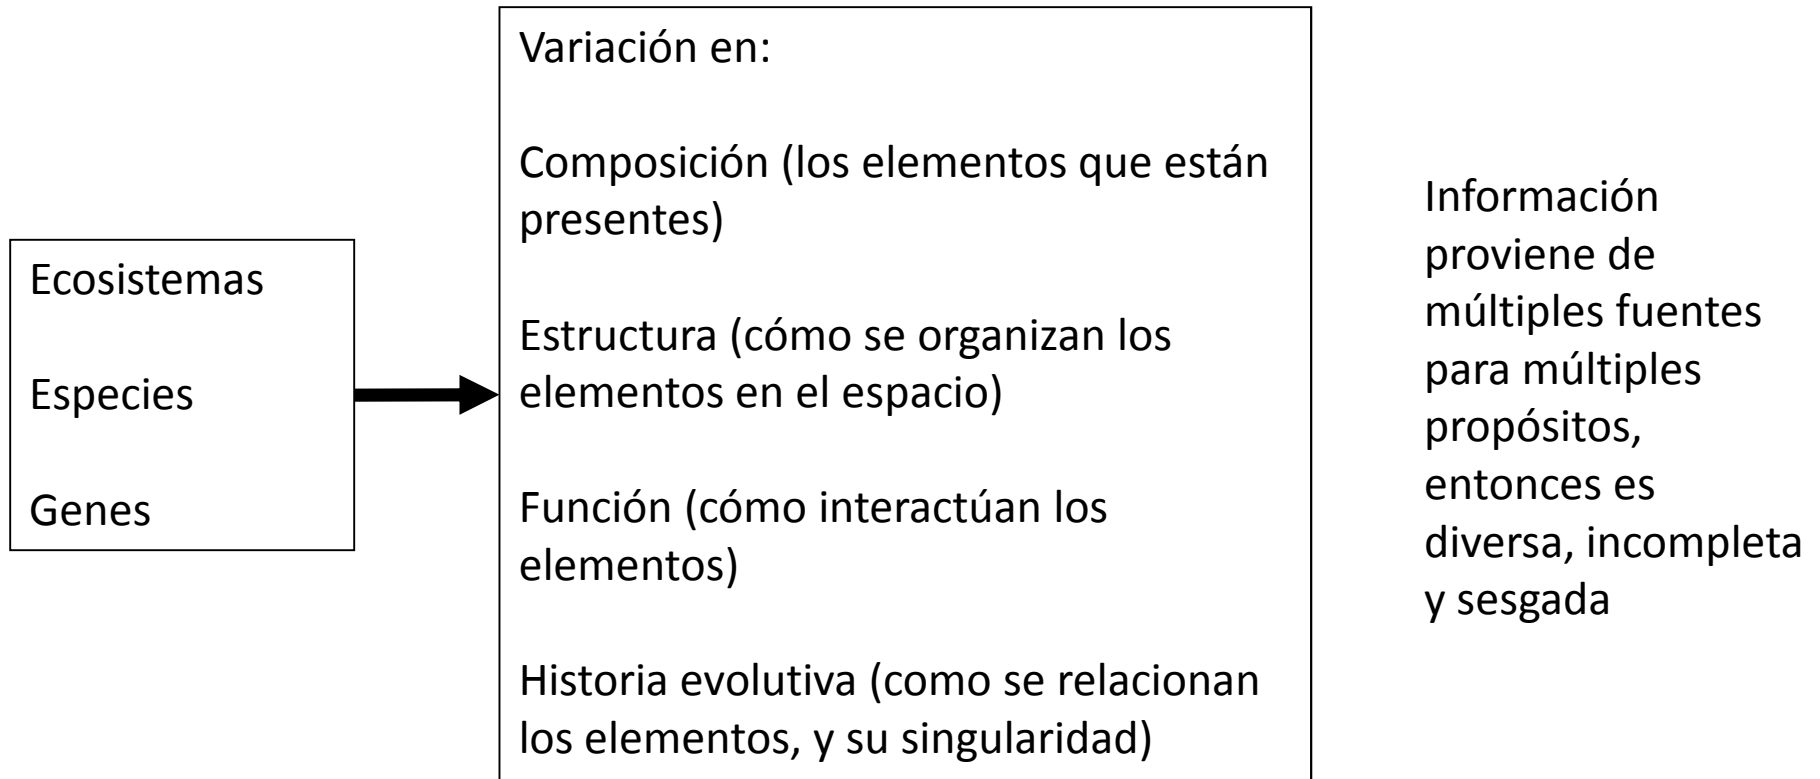 Ecosistemas
Especies
Genes
Variación en:
Composición (los elementos que están
presentes)
Estructura (cómo se organizan los
elementos en el espacio)
Función (cómo interactúan los
elementos)
Historia evolutiva (como se relacionan
los elementos, y su singularidad)
Información
proviene de
múltiples fuentes
para múltiples
propósitos,
entonces es
diversa, incompleta
y sesgada